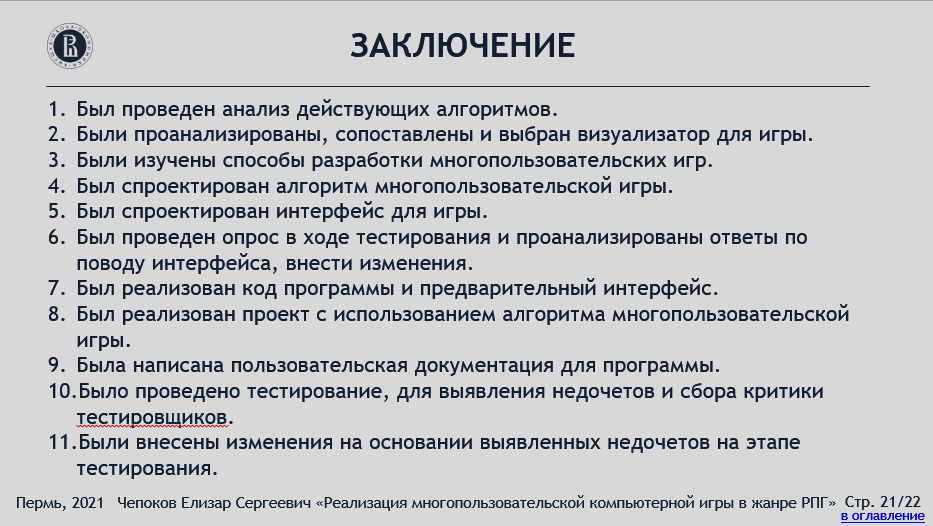 ЗАКЛЮЧЕНИЕ
1. Был проведен анализ действующих алгоритмов.
2. Были проанализированы, сопоставлены и выбран визуализатор для игры.
3. Были изучены способы разработки многопользовательских игр.
4. Был спроектирован алгоритм многопользовательской игры.
5. Был спроектирован интерфейс для игры.
6. Был проведен опрос в ходе тестирования и проанализированы ответы по
поводу интерфейса, внести изменения.
7. Был реализован код программы и предварительный интерфейс.
8. Был реализован проект с использованием алгоритма многопользовательской
игры.
9. Была написана пользовательская документация для программы.
10.Было проведено тестирование, для выявления недочетов и сбора критики
тестировщиков.
11.Были внесены изменения на основании выявленных недочетов на этапе
тестирования.
Пермь, 2021 Чепоков Елизар Сергеевич «Реализация многопользовательской компьютерной игры в жанре РПГ» Стр. 21/22
в оглавление